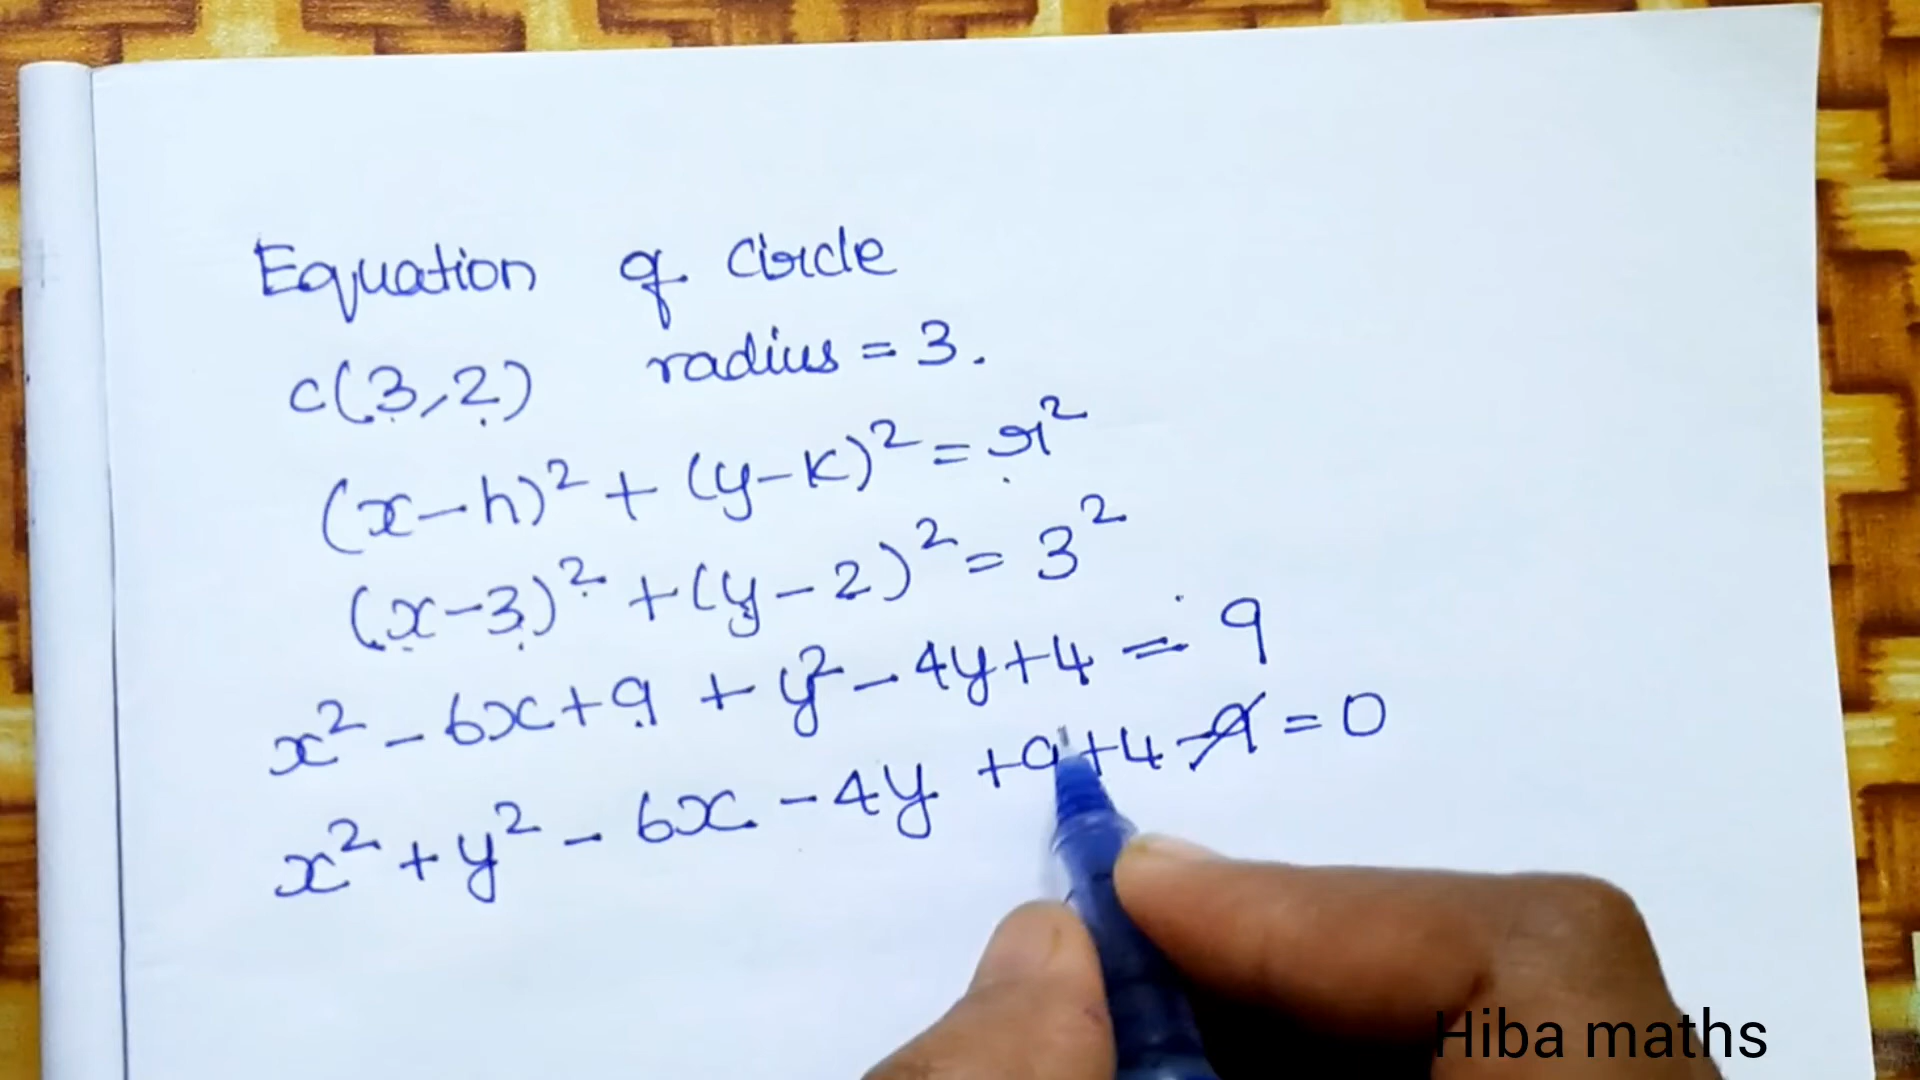 Equation of Circle
C(3,2) radius = 3.
(x-h)² + (y-k)² = r²
(x-3)² + (y-2)² = 3²
x² - 6x + 9 + y² - 4y + 4 = 9
x² + y² - 6x - 4y + 9 + 4 - 9 = 0
Hiba maths